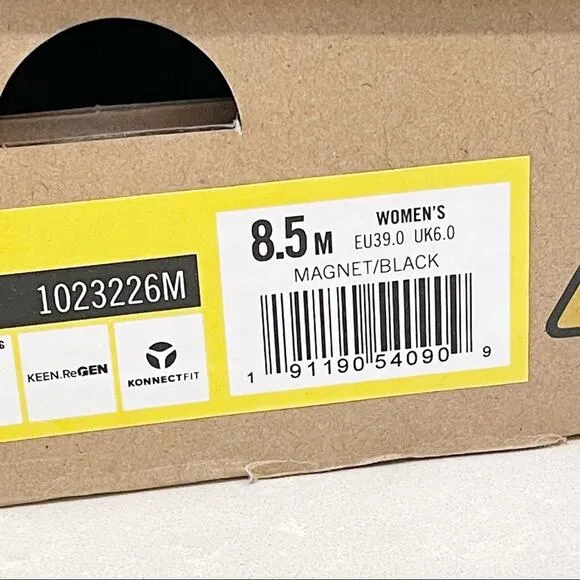 8.5 M WOMEN'S
EU39.0 UK6.0
MAGNET/BLACK
1 91190 54090 9
1023226M
KEEN.ReGEN
KONNECTFIT